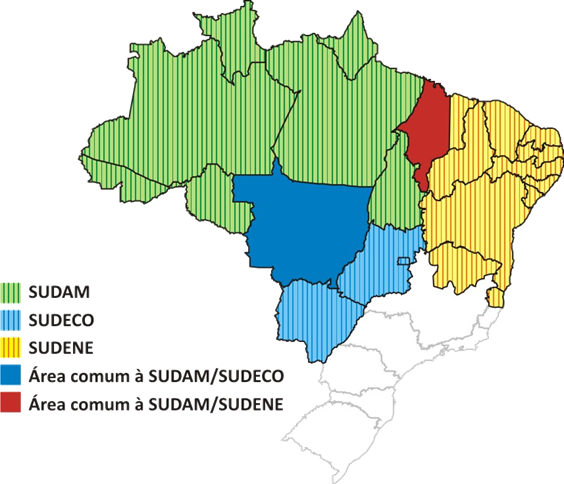 SUDAM
SUDECO
SUDENE
Área comum à SUDAM/SUDECO
Área comum à SUDAM/SUDENE